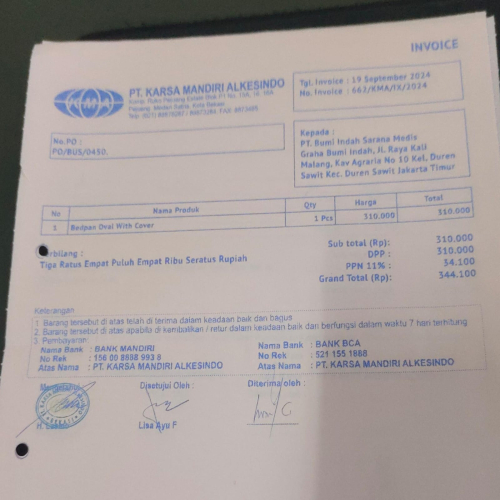 INVOICE
KMA
PT. KARSA MANDIRI ALKESINDO
Tgl. Invoice : 19 September 2024
No. Invoice : 662/KMA/IX/2024
No.PO :
PO/BUS/0450.
Kepada :
PT. Bumi Indah Sarana Medis
Graha Bumi Indah, Jl. Raya Kali
Malang, Kav Agraria No 10 Kel. Duren
Sawit Kec. Duren Sawit Jakarta Timur
No Nama Produk Qty Harga Total
1 Bedpan Oval With Cover 1 Pcs 310.000 310.000
Terbilang :
Tiga Ratus Empat Puluh Empat Ribu Seratus Rupiah
Sub total (Rp): 310.000
DPP : 310.000
PPN 11% : 34.100
Grand Total (Rp): 344.100
Keterangan
1. Barang tersebut di atas telah di terima dalam keadaan baik dan bagus
2. Barang tersebut di atas apabila di kembalikan / retur dalam keadaan baik dan berfungsi dalam waktu 7 hari terhitung
3. Pembayaran:
Nama Bank : BANK MANDIRI Nama Bank : BANK BCA
No Rek : 156 00 8888 993 8 No Rek : 521 155 1888
Atas Nama : PT. KARSA MANDIRI ALKESINDO Atas Nama : PT. KARSA MANDIRI ALKESINDO
Mengetahui Disetujui Oleh : Diterima oleh :
Lisa Ayu F